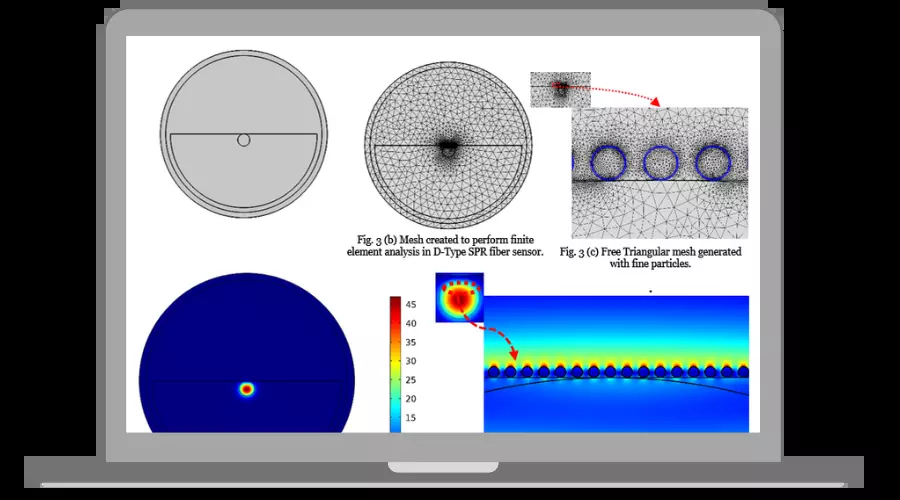 Fig. 3 (b) Mesh created to perform finite
element analysis in D-Type SPR fiber sensor.
Fig. 3 (c) Free Triangular mesh generated
with fine particles.
45
40
35
30
25
20
15